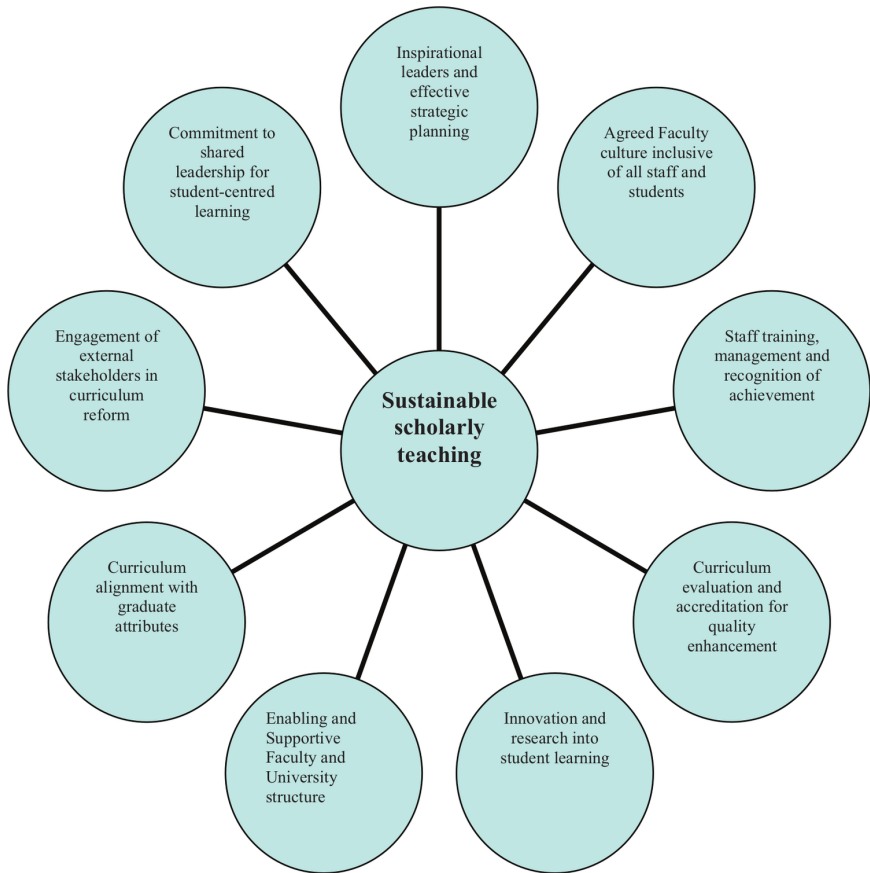 Inspirational
leaders and
effective
strategic
planning
Agreed Faculty
culture inclusive
of all staff and
students
Staff training,
management and
recognition of
achievement
Curriculum
evaluation and
accreditation for
quality
enhancement
Innovation and
research into
student learning
Enabling and
Supportive
Faculty and
University
structure
Curriculum
alignment with
graduate
attributes
Engagement of
external
stakeholders in
curriculum
reform
Commitment to
shared
leadership for
student-centred
learning
Sustainable
scholarly
teaching